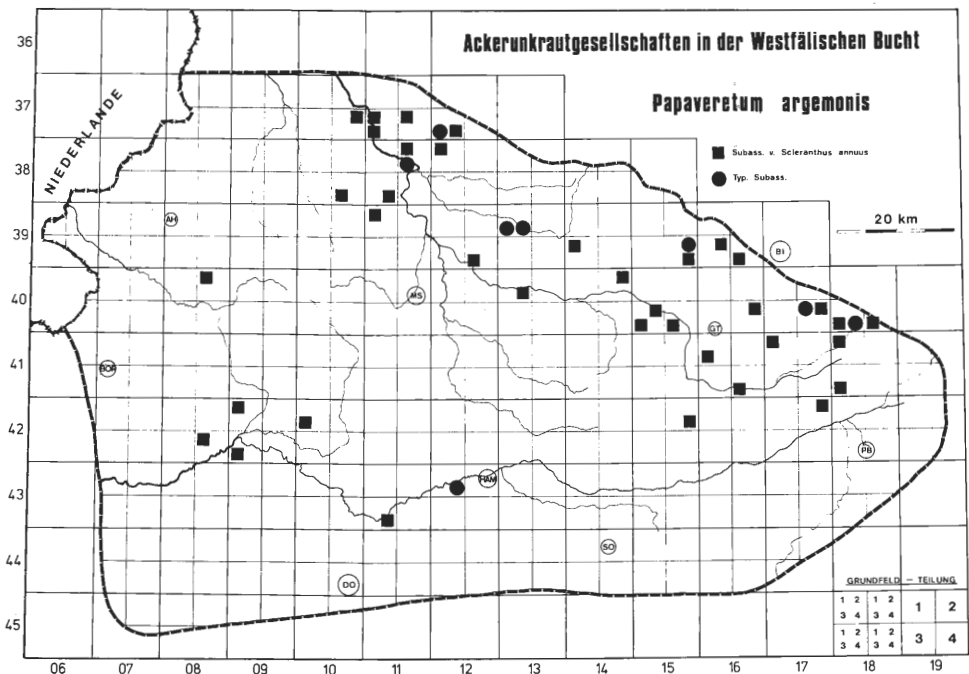 Ackerunkrautgesellschaften in der Westfälischen Bucht
Papaveretum argemonis
Subass. v. Scleranthus annuus
Typ. Subass.
20 km
NIEDERLANDE
AH
BI
MS
GT
BOR
PB
HAM
SO
DO
36
37
38
39
40
41
42
43
44
45
06 07 08 09 10 11 12 13 14 15 16 17 18 19
GRUNDFELD – TEILUNG
1 2 1 2 1 2
3 4 3 4
1 2 1 2 3 4
3 4 3 4